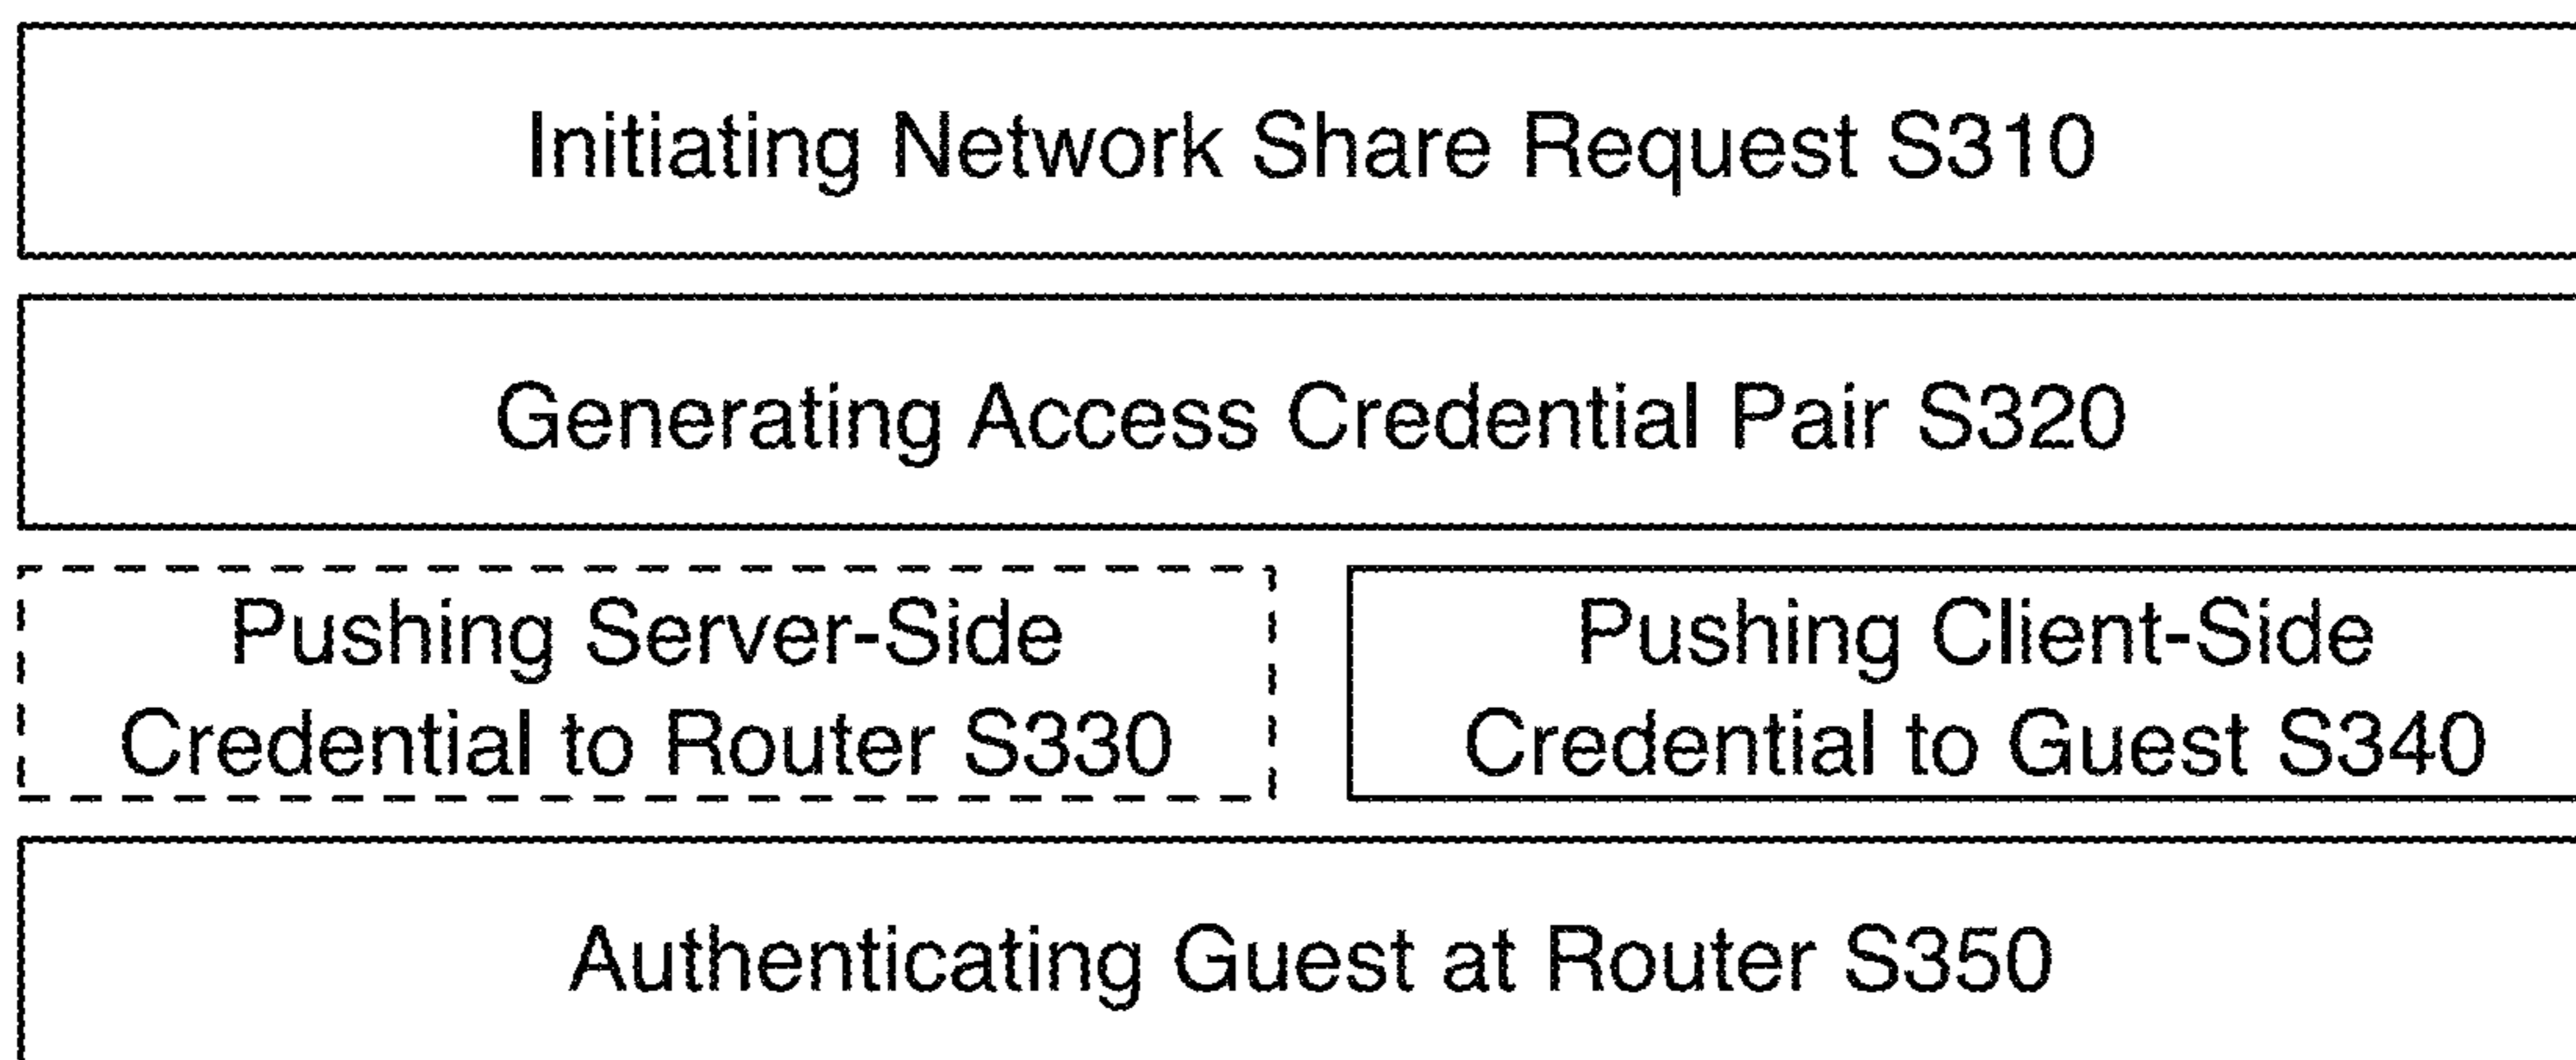 Initiating Network Share Request S310
Generating Access Credential Pair S320
Pushing Server-Side
Credential to Router S330
Pushing Client-Side
Credential to Guest S340
Authenticating Guest at Router S350